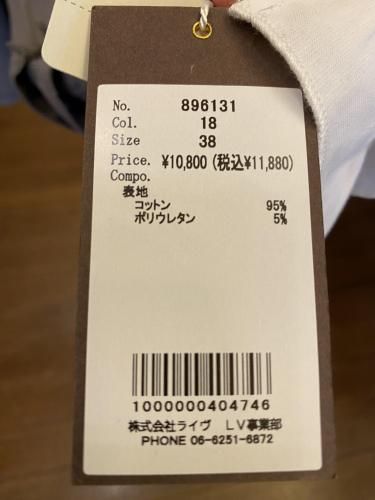 No. 896131
Col. 18
Size 38
Price. ¥10,800(税込¥11,880)
Compo.
表地
コットン 95%
ポリウレタン 5%
1000000404746
株式会社ライヴ LV事業部
PHONE 06-6251-6872